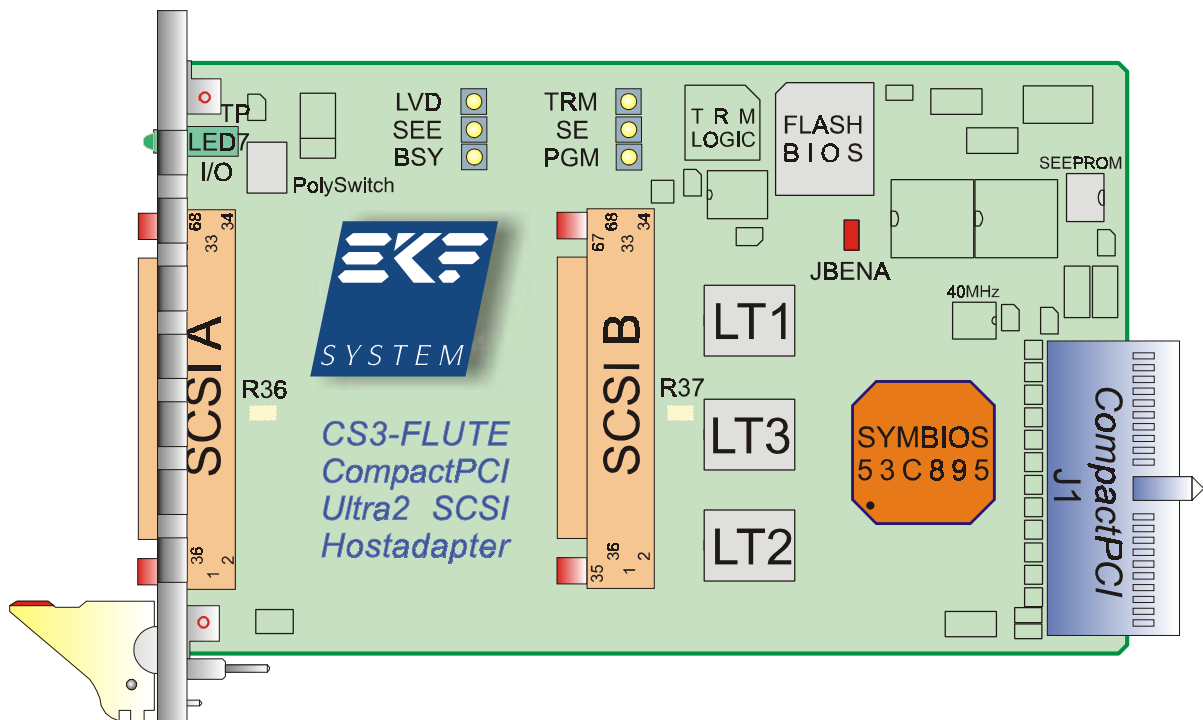 TP
LED7
I/O
PolySwitch
LVD
SEE
BSY
TRM
SE
PGM
TRM
LOGIC
FLASH
BIOS
SEEPROM
JBENA
40MHz
68
33
34
SCSI A
36
1
2
R36
EKF
SYSTEM
CS3-FLUTE
CompactPCI
Ultra2 SCSI
Hostadapter
67
68
33
34
SCSI B
35
36
1
2
R37
LT1
LT3
LT2
SYMBIOS
53C895
CompactPCI
J1